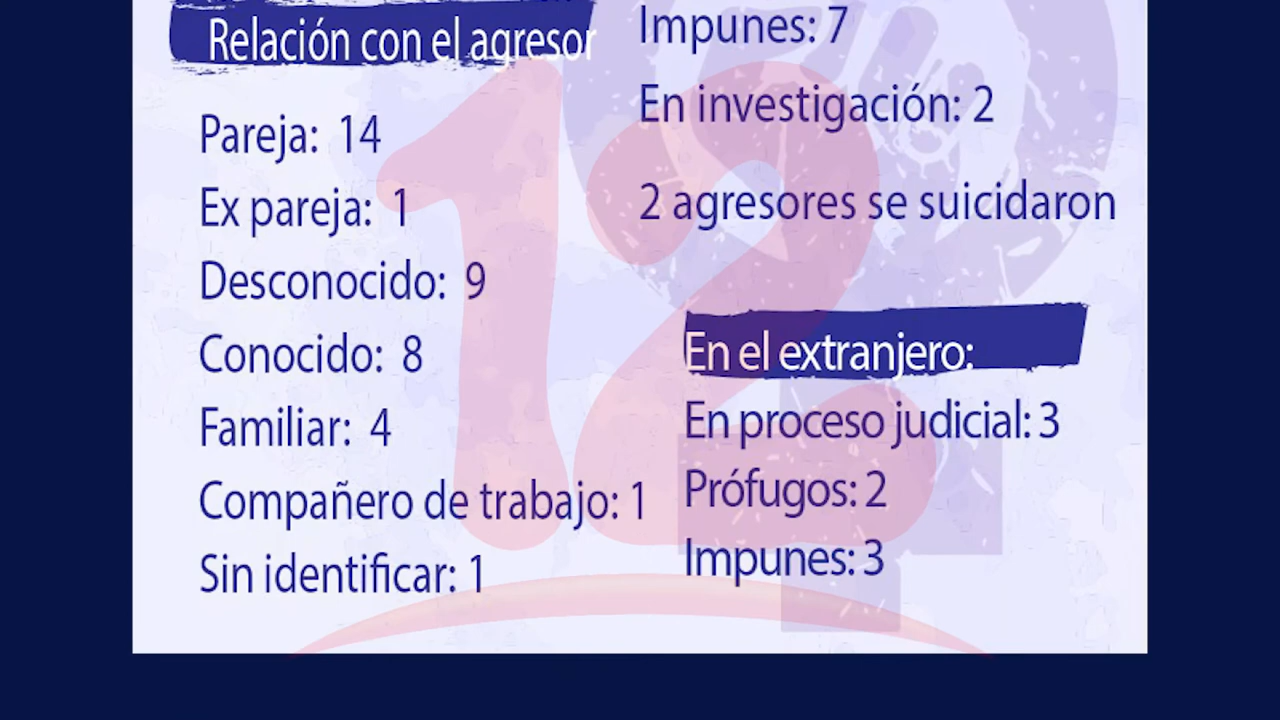 Relación con el agresor
Pareja: 14
Ex pareja: 1
Desconocido: 9
Conocido: 8
Familiar: 4
Compañero de trabajo: 1
Sin identificar: 1
Impunes: 7
En investigación: 2
2 agresores se suicidaron
En el extranjero:
En proceso judicial: 3
Prófugos: 2
Impunes: 3
12